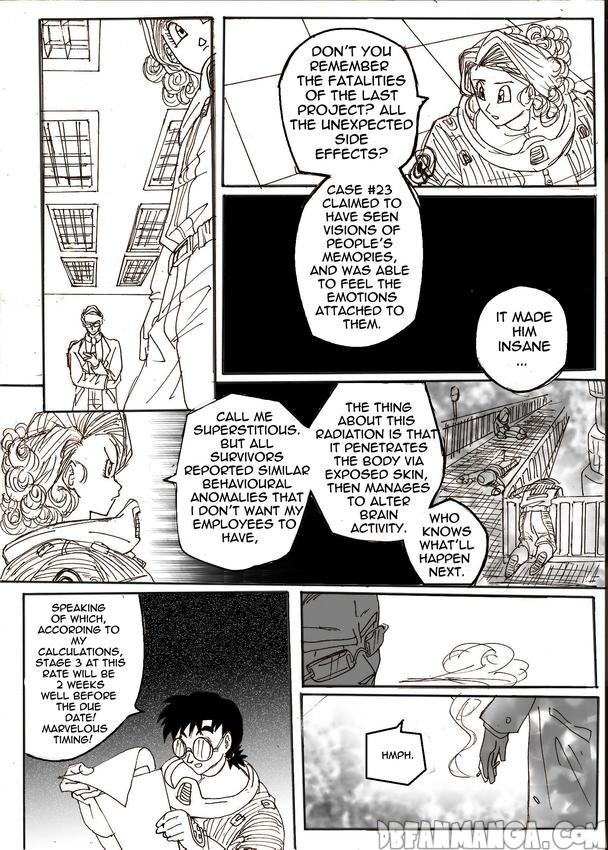 DON'T YOU
REMEMBER
THE FATALITIES
OF THE LAST
PROJECT? ALL
THE UNEXPECTED
SIDE
EFFECTS?
CASE #23
CLAIMED TO
HAVE SEEN
VISIONS OF
PEOPLE'S
MEMORIES,
AND WAS ABLE
TO FEEL THE
EMOTIONS
ATTACHED TO
THEM.
IT MADE
HIM
INSANE
...
CALL ME
SUPERSTITIOUS.
BUT ALL
SURVIVORS
REPORTED SIMILAR
BEHAVIOURAL
ANOMALIES THAT
I DON'T WANT MY
EMPLOYEES TO
HAVE,
THE THING
ABOUT THIS
RADIATION IS THAT
IT PENETRATES
THE BODY VIA
EXPOSED SKIN,
THEN MANAGES
TO ALTER
BRAIN
ACTIVITY.
WHO
KNOWS
WHAT'LL
HAPPEN
NEXT.
SPEAKING
OF WHICH,
ACCORDING TO
MY
CALCULATIONS,
STAGE 3 AT THIS
RATE WILL BE
2 WEEKS
WELL BEFORE
THE DUE
DATE!
MARVELOUS
TIMING!
HMPH.
DBFANMANGA.COM